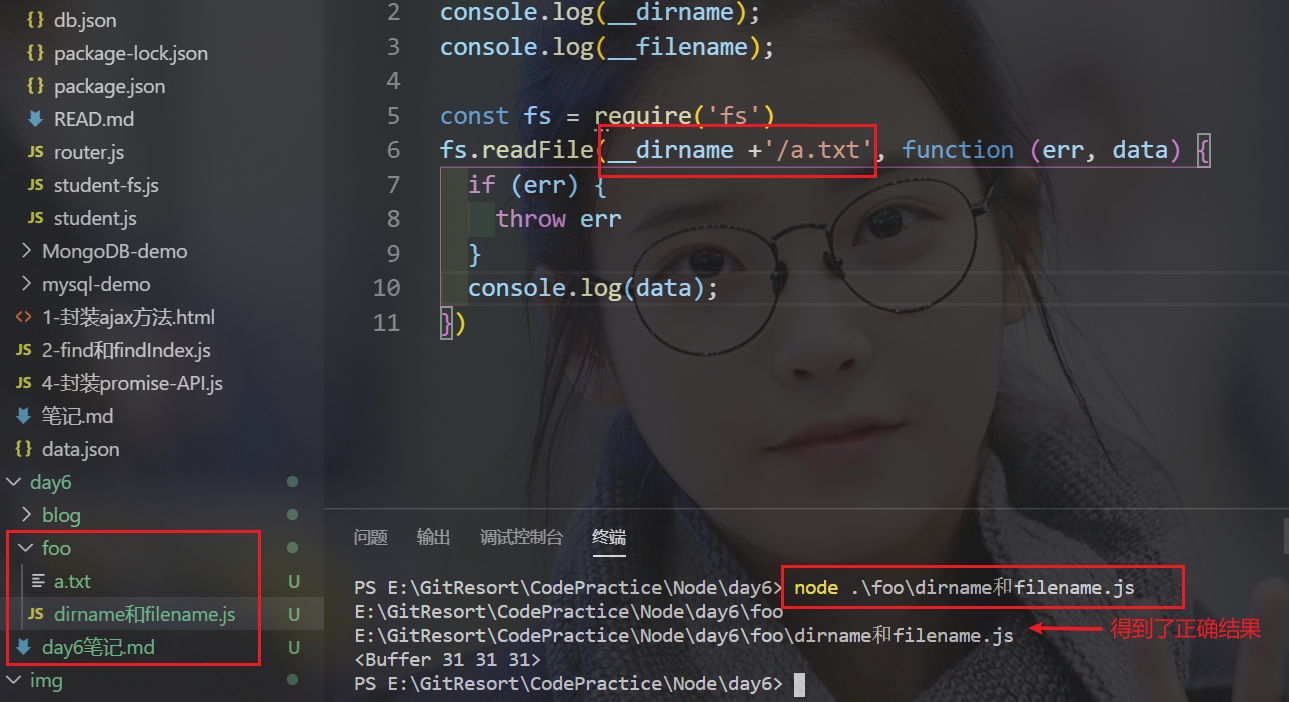 db.json
package-lock.json
package.json
READ.md
JS router.js
JS student-fs.js
JS student.js
MongoDB-demo
mysql-demo
1-封装ajax方法.html
JS 2-find和findIndex.js
JS 4-封装promise-API.js
笔记.md
data.json
day6
blog
foo
a.txt U
JS dirname和filename.js U
day6笔记.md U
img
2 console.log(__dirname);
3 console.log(__filename);
4
5 const fs = require('fs')
6 fs.readFile(__dirname +'/a.txt', function (err, data) {
7 if (err) {
8 throw err
9 }
10 console.log(data);
11 })
问题 输出 调试控制台 终端
PS E:\GitResort\CodePractice\Node\day6> node .\foo\dirname和filename.js
E:\GitResort\CodePractice\Node\day6\foo
E:\GitResort\CodePractice\Node\day6\foo\dirname和filename.js 得到了正确结果
<Buffer 31 31 31>
PS E:\GitResort\CodePractice\Node\day6>